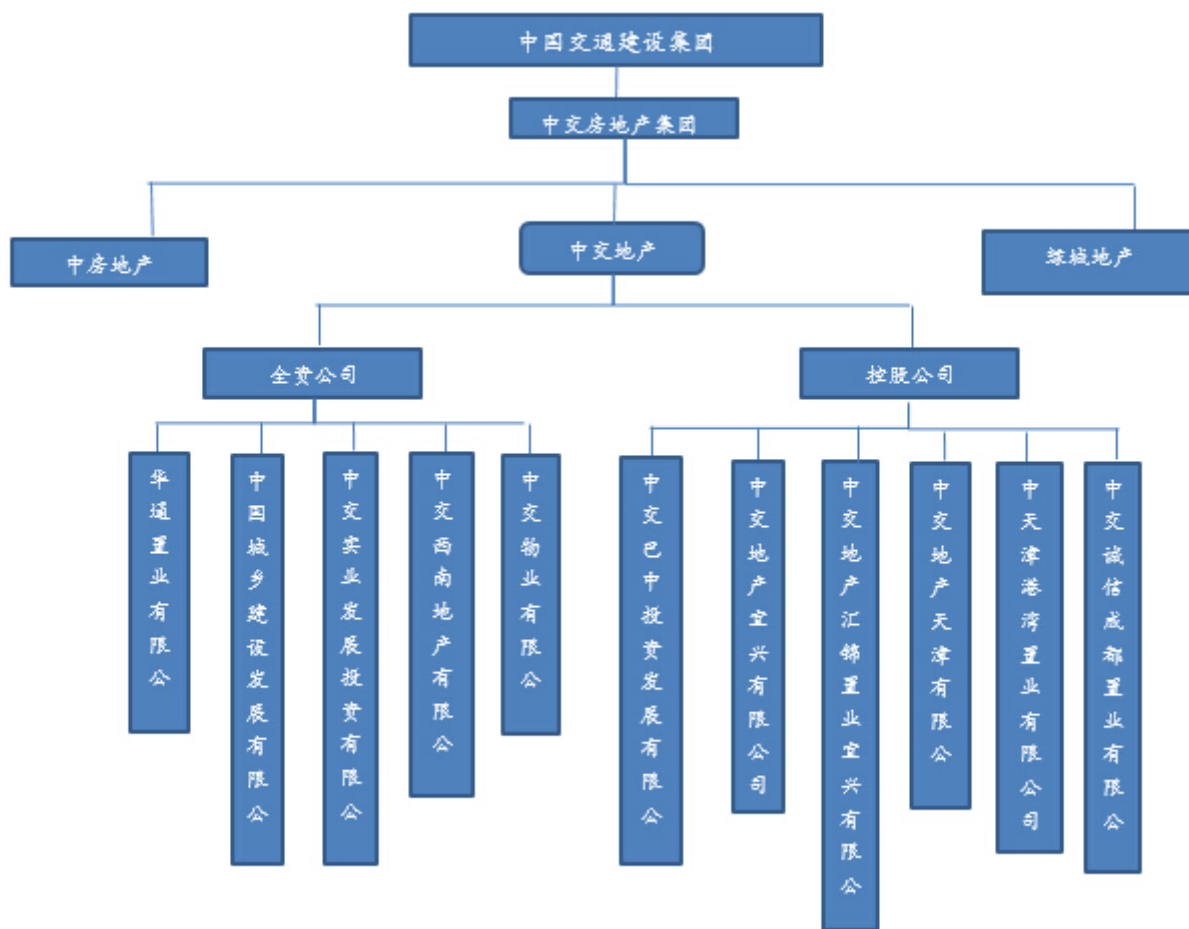 中国交通建设集团
中交房地产集团
中房地产
中交地产
绿城地产
全资公司
控股公司
华通置业有限公
中国城乡建设发展有限公
中交实业发展投资有限公
中交西南地产有限公
中交物业有限公
中交巴中投资发展有限公
中交地产宜兴有限公司
中交地产汇锦置业宜兴有限公
中交地产天津有限公
中天津港湾置业有限公司
中交诚信成都置业有限公